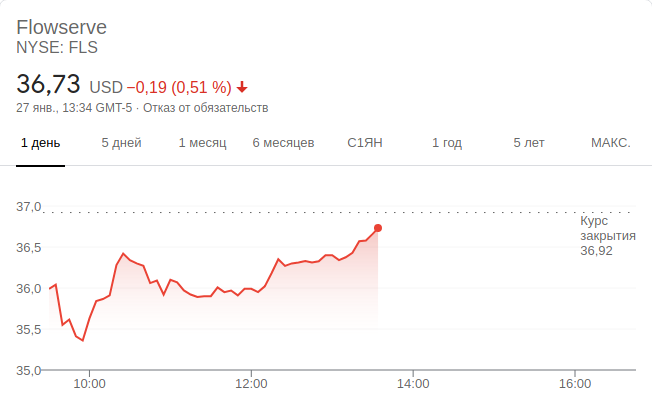 Flowserve
NYSE: FLS
36,73 USD −0,19 (0,51 %)
27 янв., 13:34 GMT-5 · Отказ от обязательств
1 день 5 дней 1 месяц 6 месяцев С1ЯН 1 год 5 лет МАКС.
37,0
Курс
закрытия
36,92
36,5
36,0
35,5
35,0
10:00 12:00 14:00 16:00